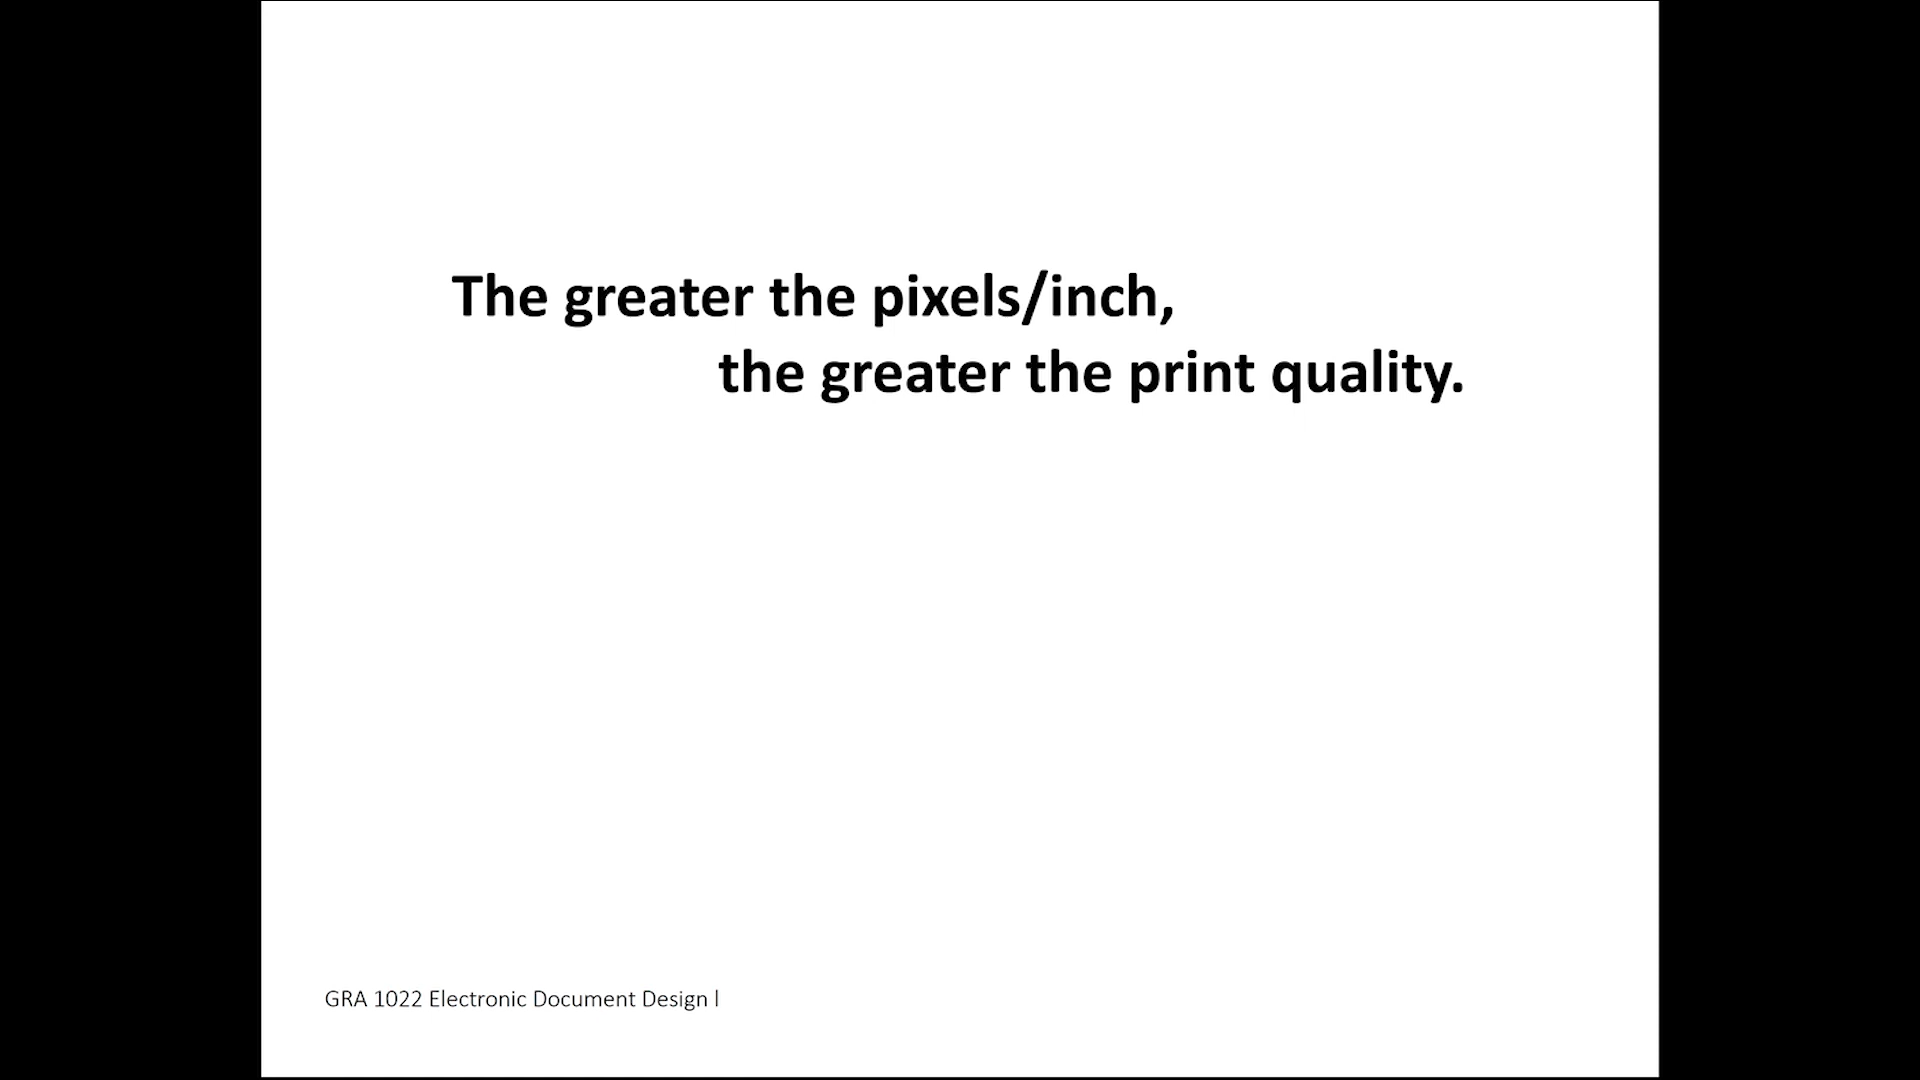 The greater the pixels/inch,
the greater the print quality.
GRA 1022 Electronic Document Design l